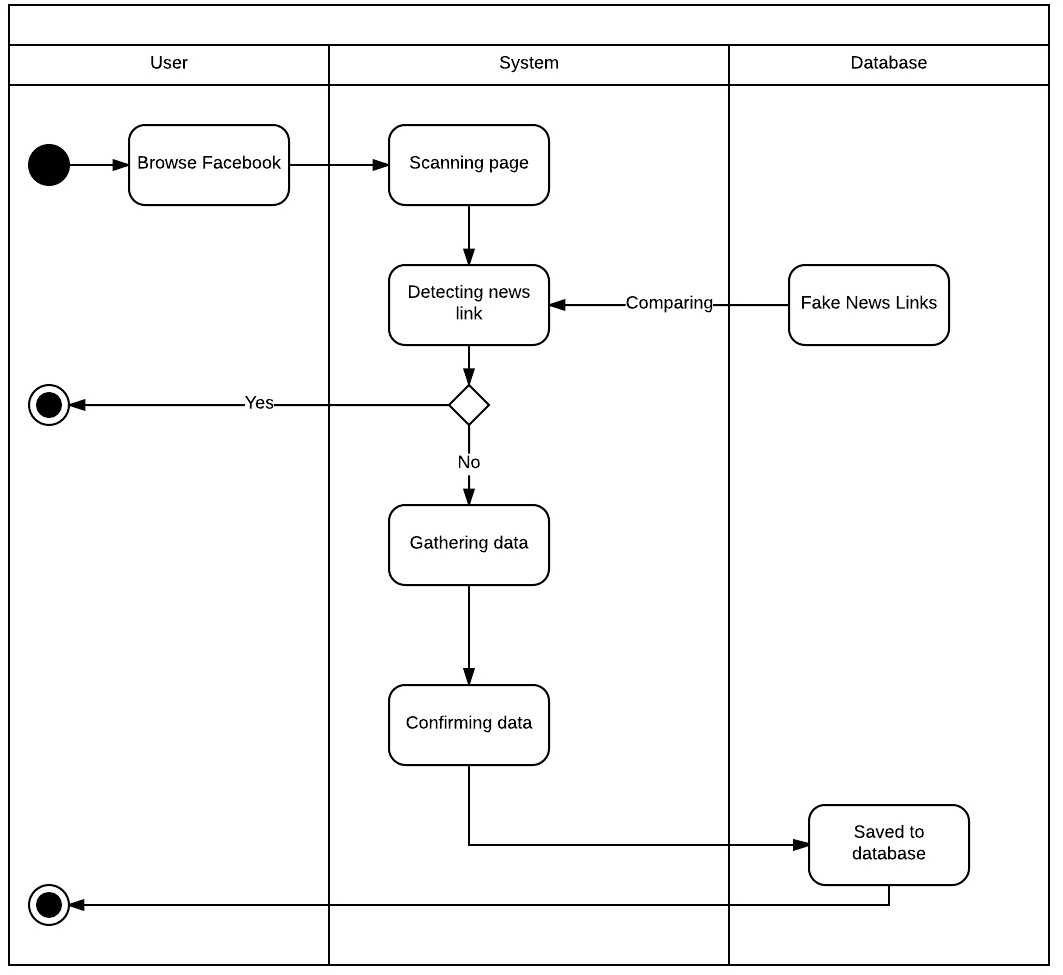 User
System
Database
Browse Facebook
Scanning page
Detecting news
link
Comparing
Fake News Links
Yes
No
Gathering data
Confirming data
Saved to
database